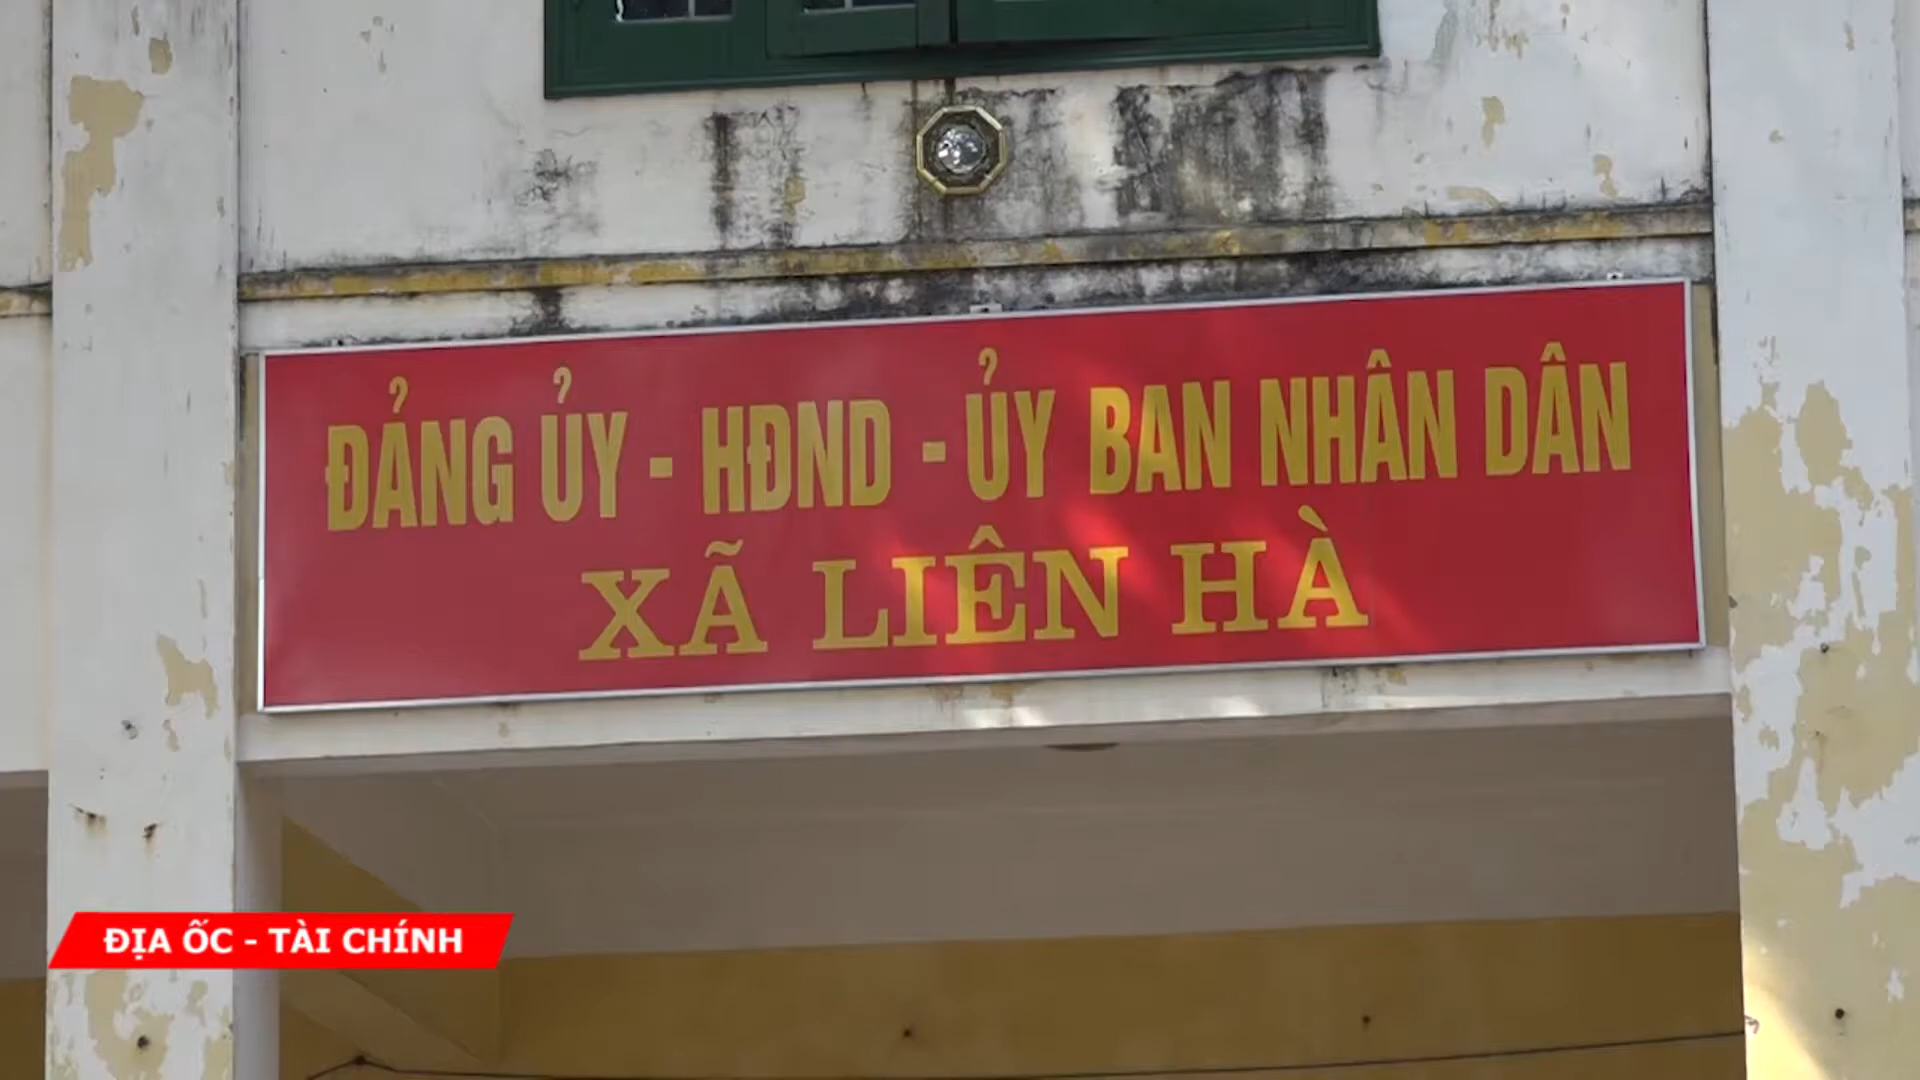 ĐẢNG ỦY - HĐND - ỦY BAN NHÂN DÂN
XÃ LIÊN HÀ
ĐỊA ỐC - TÀI CHÍNH